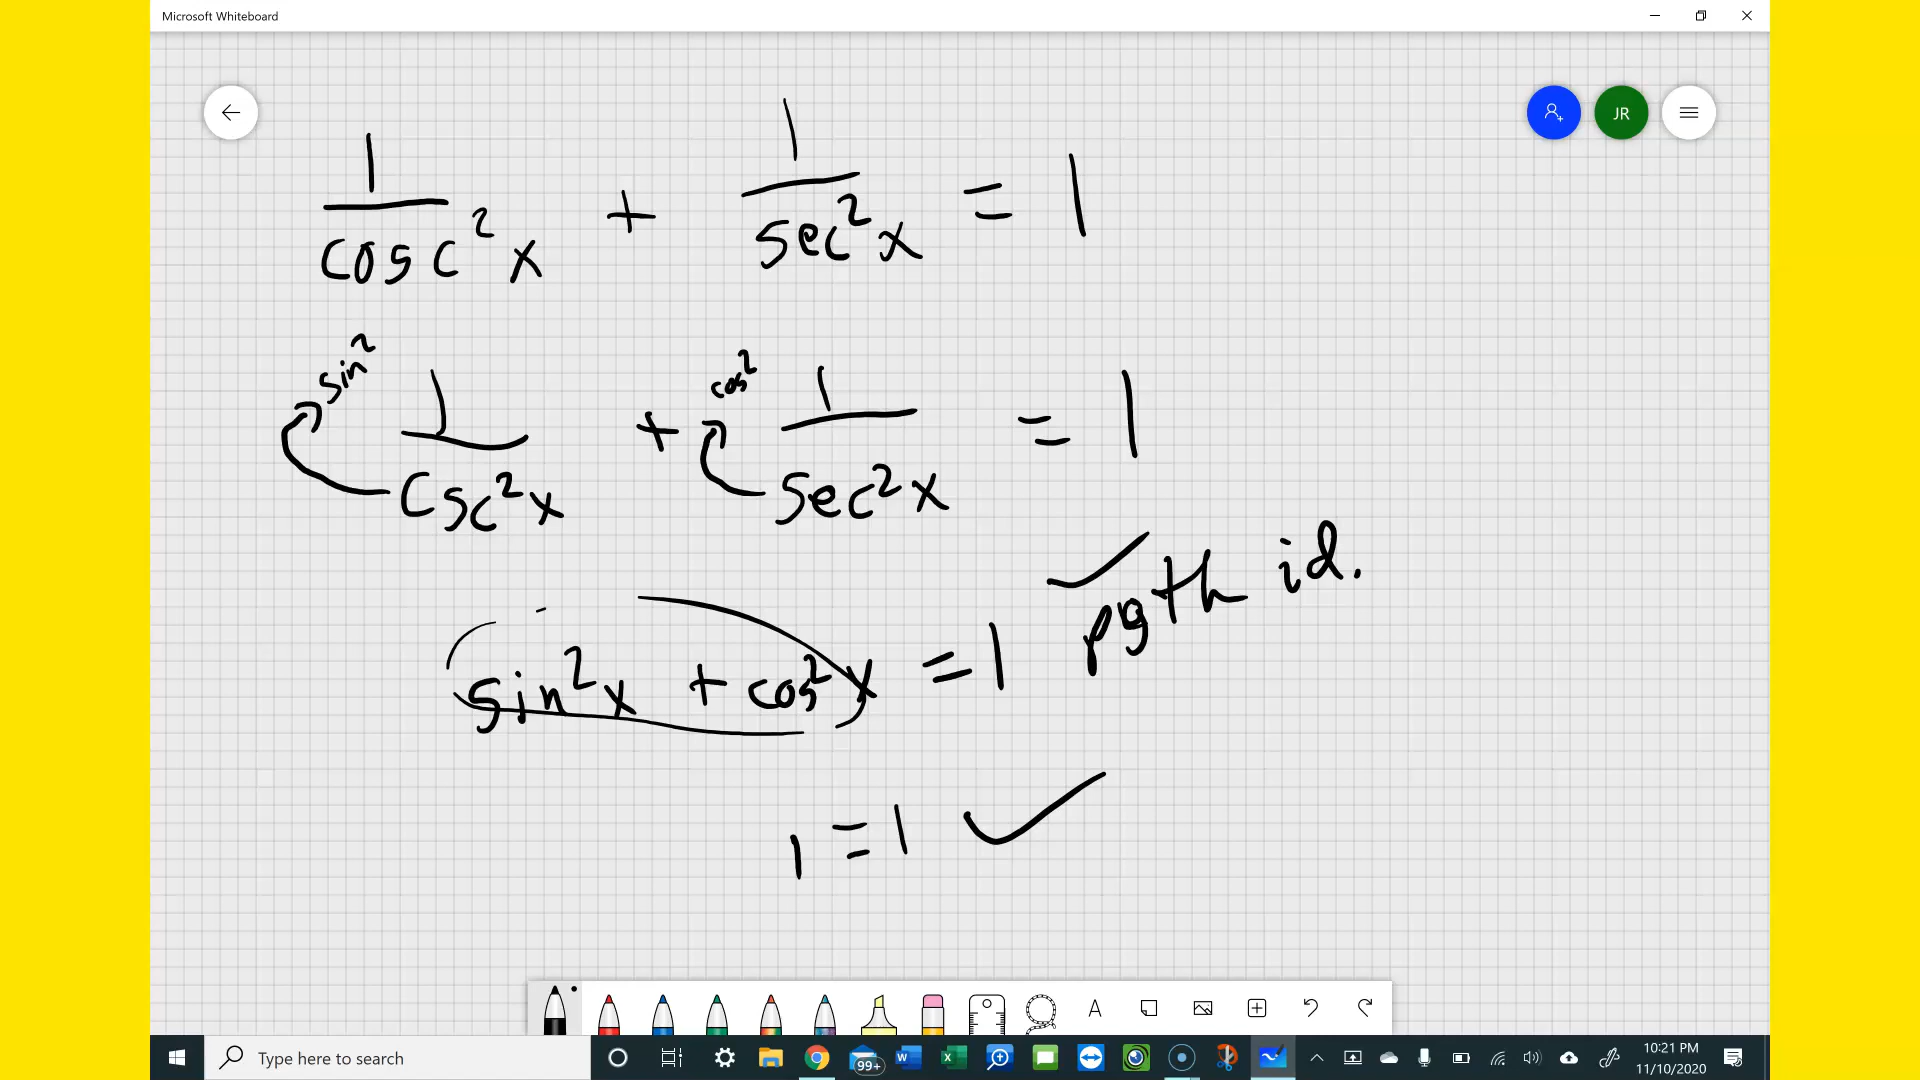 Microsoft Whiteboard
JR
1/cosc²x + 1/sec²x = 1
sin² 1/csc²x + cos² 1/sec²x = 1
sin²x + cos²x = 1 pyth id.
1 = 1 ✓
A
Type here to search
99+
10:21 PM
11/10/2020